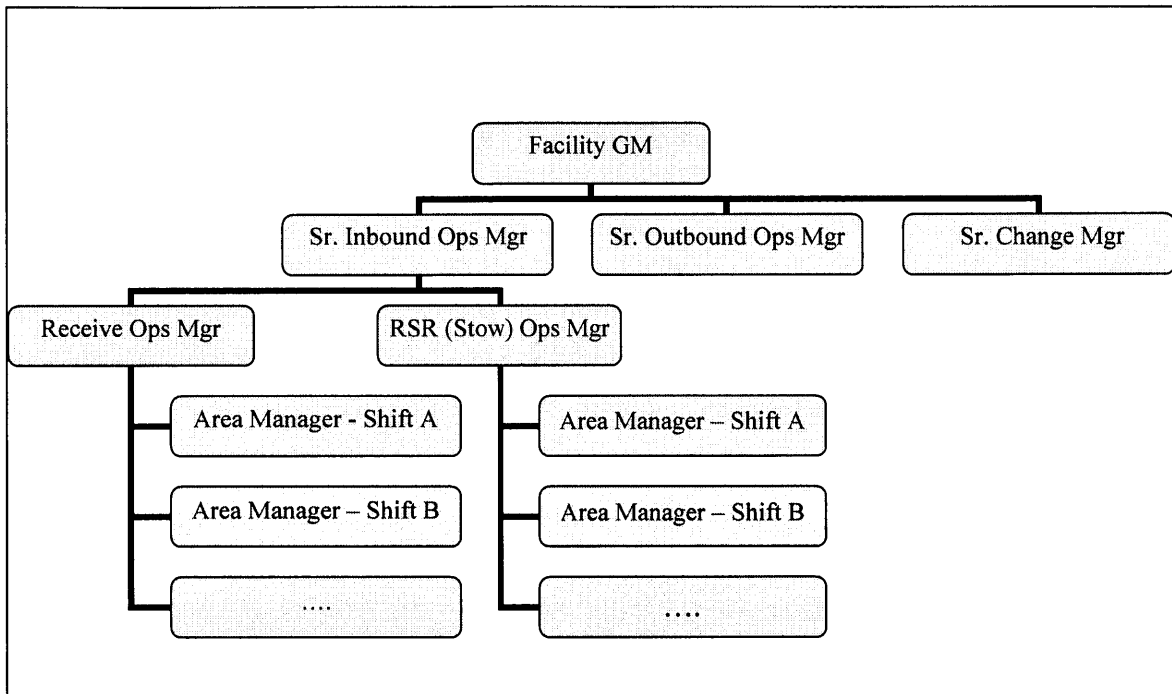 Facility GM
Sr. Inbound Ops Mgr
Sr. Outbound Ops Mgr
Sr. Change Mgr
Receive Ops Mgr
RSR (Stow) Ops Mgr
Area Manager - Shift A
Area Manager – Shift A
Area Manager – Shift B
Area Manager – Shift B
....
....